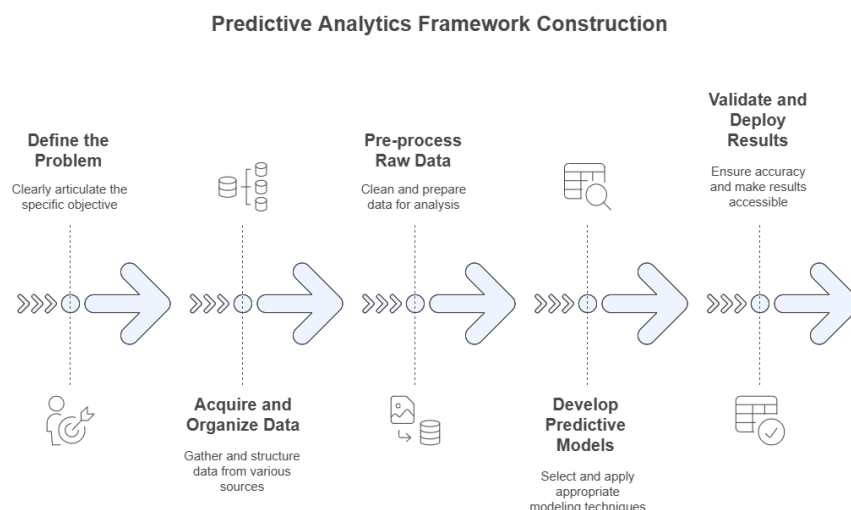 Predictive Analytics Framework Construction
Define the
Problem
Clearly articulate the
specific objective
Acquire and
Organize Data
Gather and structure
data from various
sources
Pre-process
Raw Data
Clean and prepare
data for analysis
Develop
Predictive
Models
Select and apply
appropriate
modeling techniques
Validate and
Deploy
Results
Ensure accuracy
and make results
accessible